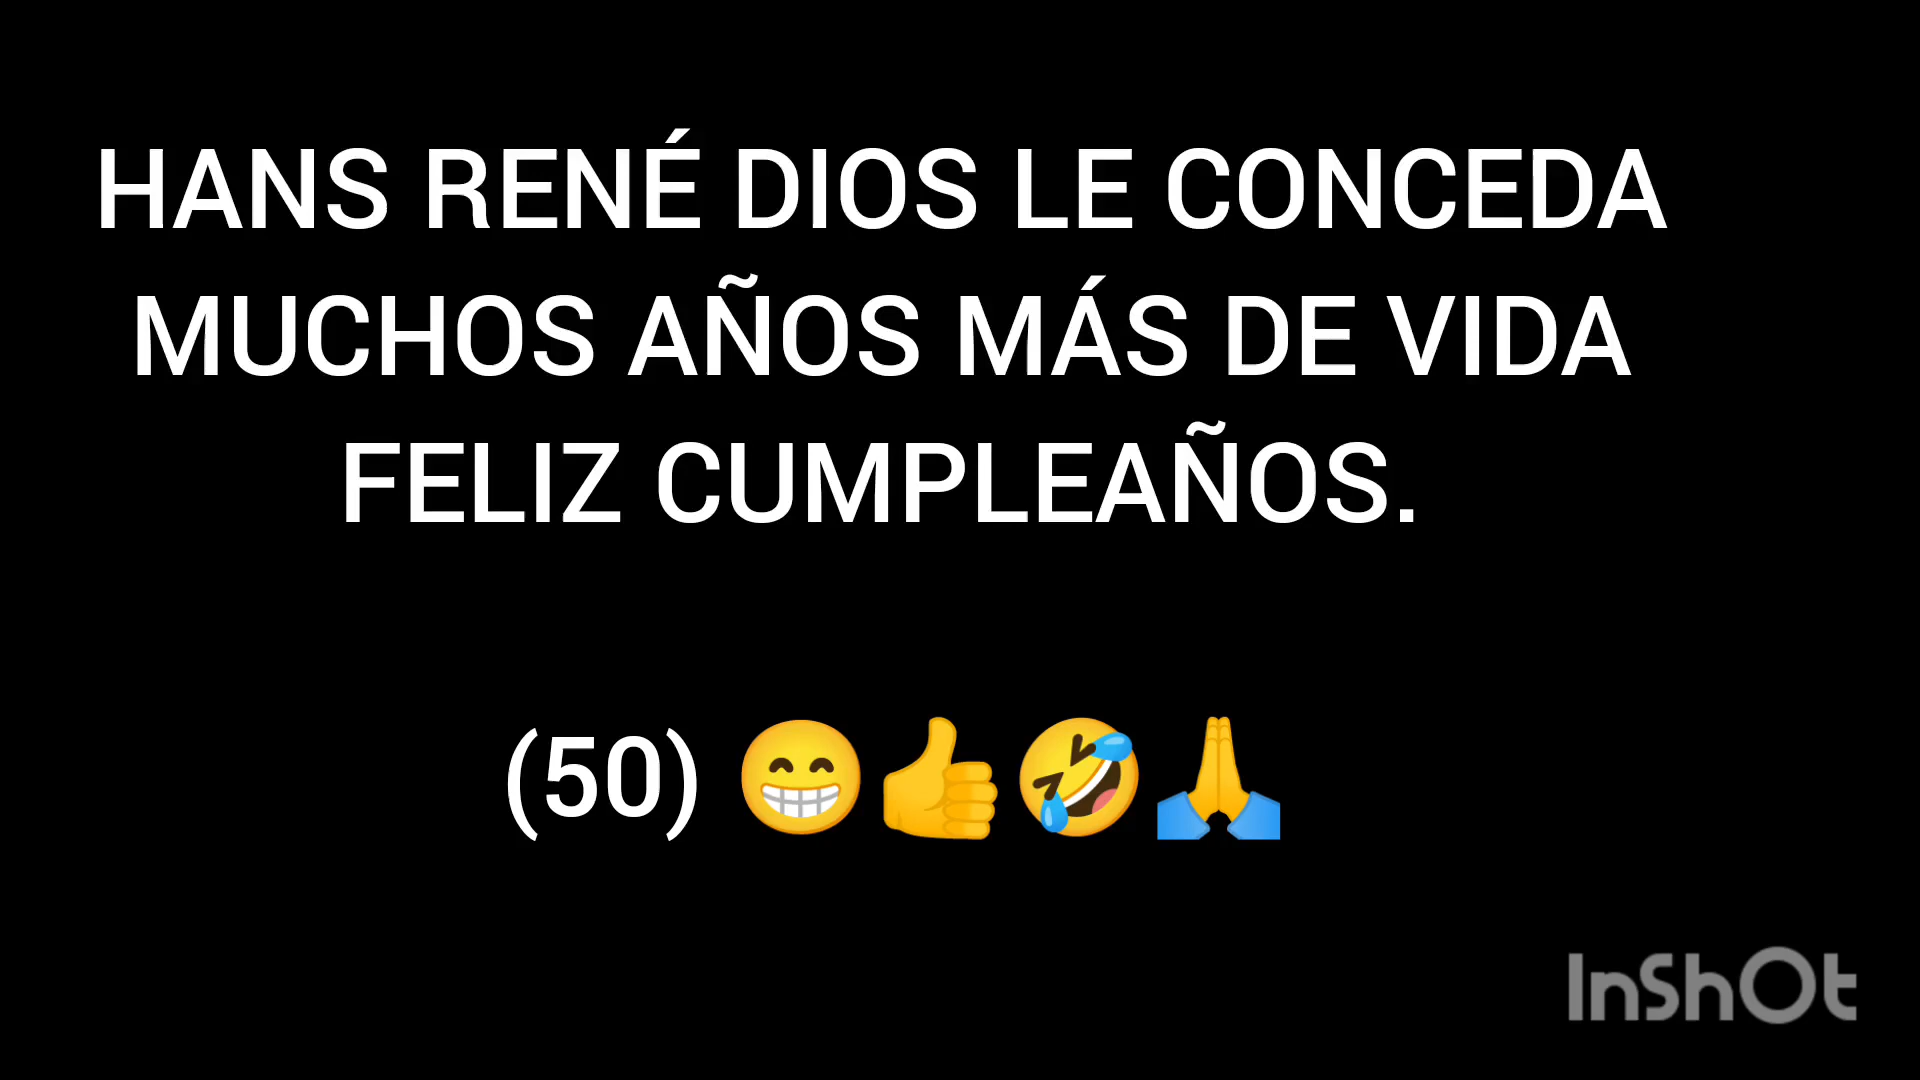 HANS RENÉ DIOS LE CONCEDA
MUCHOS AÑOS MÁS DE VIDA
FELIZ CUMPLEAÑOS.
(50) 😁👍🤣🙏
InShOt